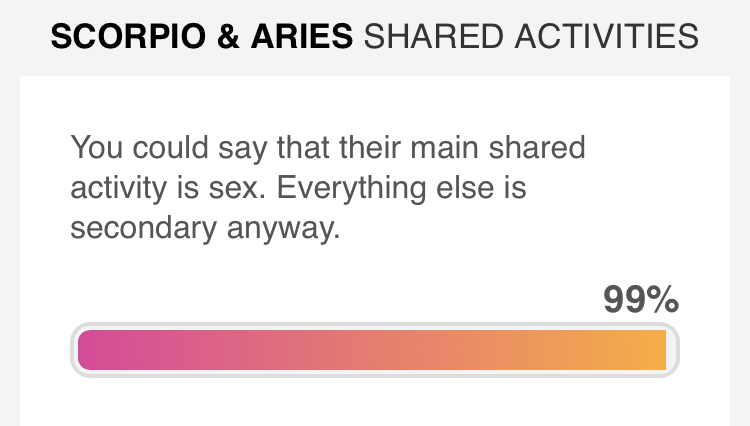 SCORPIO & ARIES SHARED ACTIVITIES
You could say that their main shared
activity is sex. Everything else is
secondary anyway.
99%